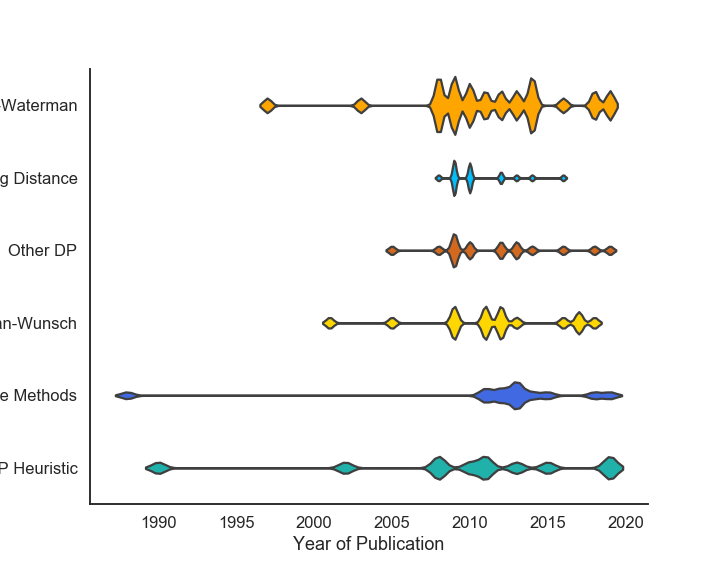 -Waterman
g Distance
Other DP
an-Wunsch
e Methods
P Heuristic
1990 1995 2000 2005 2010 2015 2020
Year of Publication